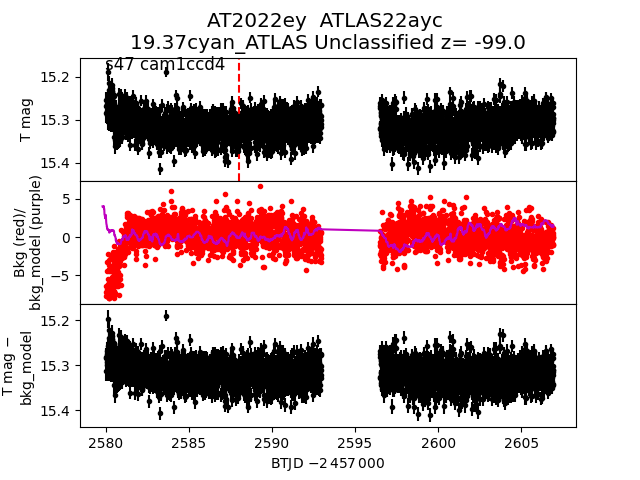 AT2022ey  ATLAS22ayc
19.37cyan_ATLAS Unclassified z= -99.0
s47 cam1ccd4
15.2
15.3
15.4
T mag
5
0
−5
Bkg (red)/
bkg_model (purple)
15.2
15.3
15.4
T mag −
bkg_model
2580 2585 2590 2595 2600 2605
BTJD −2 457 000